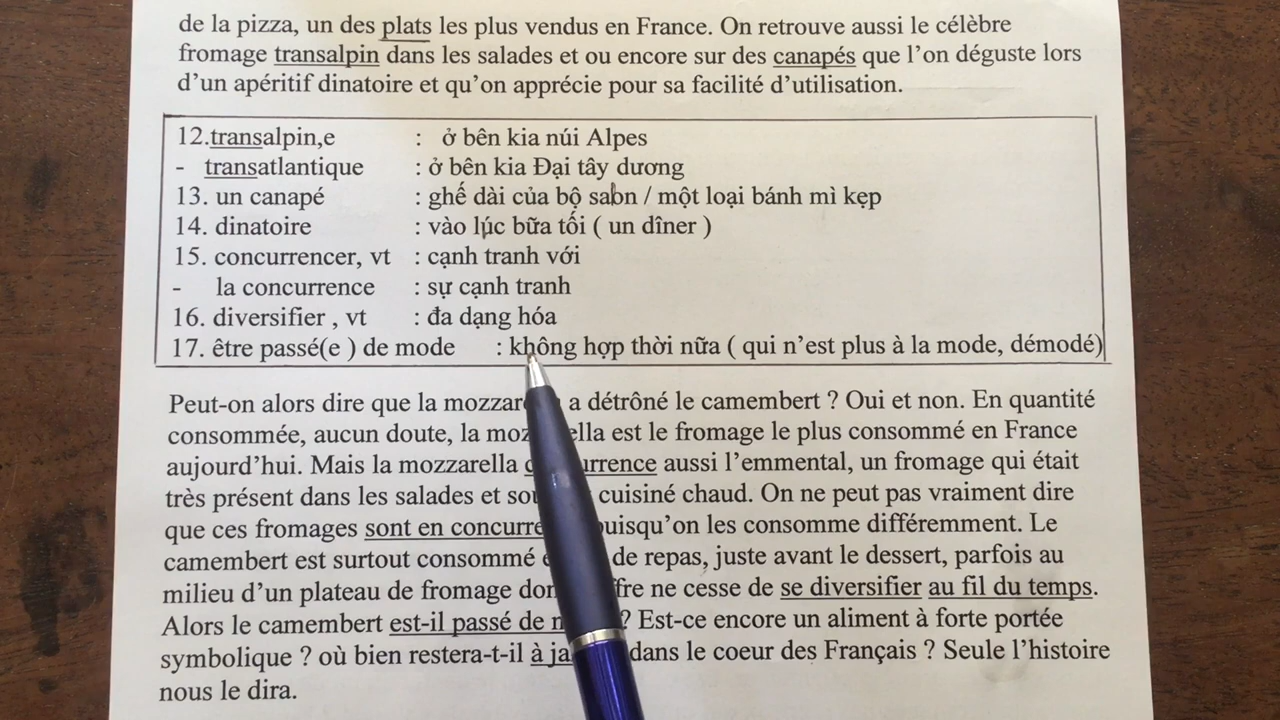 de la pizza, un des plats les plus vendus en France. On retrouve aussi le célèbre
fromage transalpin dans les salades et ou encore sur des canapés que l’on déguste lors
d’un apéritif dinatoire et qu’on apprécie pour sa facilité d’utilisation.
12.transalpin,e : ở bên kia núi Alpes
- transatlantique : ở bên kia Đại tây dương
13. un canapé : ghế dài của bộ salon / một loại bánh mì kẹp
14. dinatoire : vào lúc bữa tối ( un dîner )
15. concurrencer, vt : cạnh tranh với
- la concurrence : sự cạnh tranh
16. diversifier , vt : đa dạng hóa
17. être passé(e ) de mode : không hợp thời nữa ( qui n’est plus à la mode, démodé)
Peut-on alors dire que la a détrôné le camembert ? Oui et non. En quantité
consommée, aucun doute, la est le fromage le plus consommé en France
aujourd’hui. Mais la mozzarella aussi l’emmental, un fromage qui était
très présent dans les salades et cuisiné chaud. On ne peut pas vraiment dire
que ces fromages sont en qu’on les consomme différemment. Le
camembert est surtout consommé de repas, juste avant le dessert, parfois au
milieu d’un plateau de fromage ne cesse de se diversifier au fil du temps.
Alors le camembert est-il passé de ? Est-ce encore un aliment à forte portée
symbolique ? où bien restera-t-il à dans le coeur des Français ? Seule l’histoire
nous le dira.